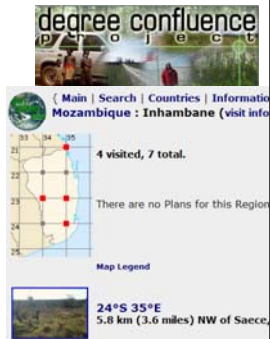 degree confluence
project
( Main | Search | Countries | Informatio
Mozambique : Inhambane (visit info
33 34 35
21
22
23
24
25
4 visited, 7 total.
There are no Plans for this Region
Map Legend
24°S 35°E
5.8 km (3.6 miles) NW of Saece,